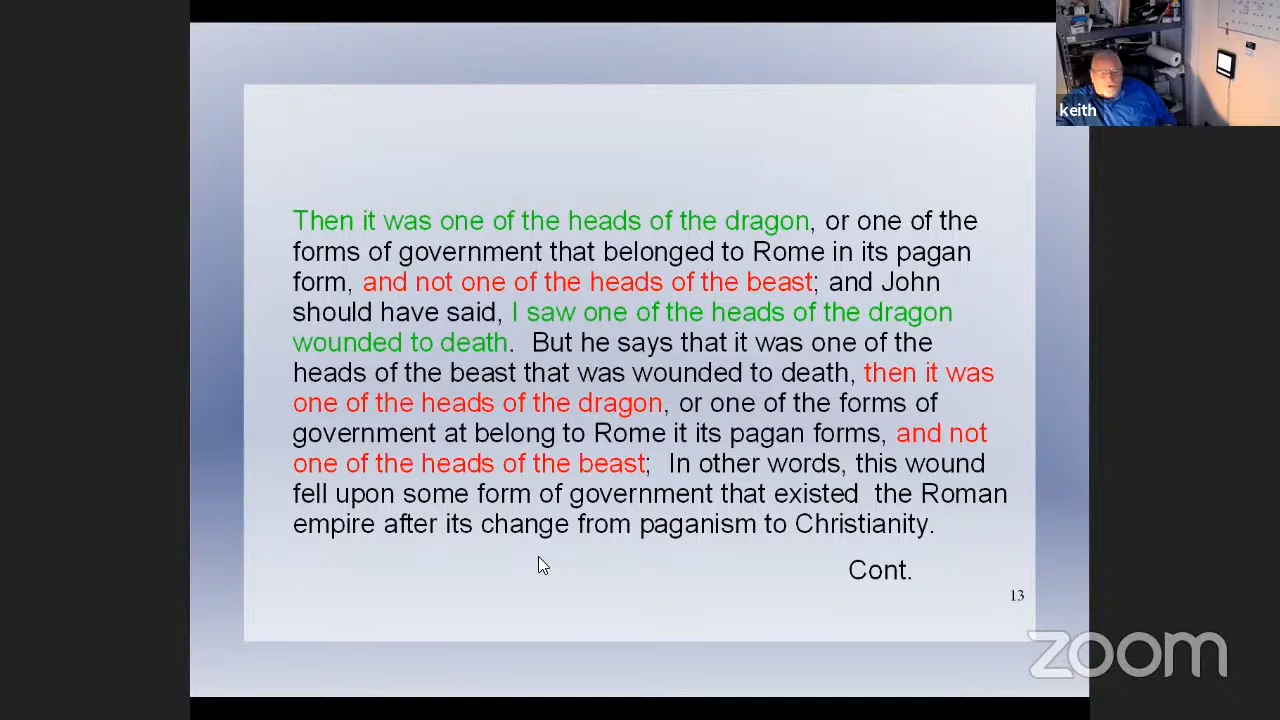 keith
Then it was one of the heads of the dragon, or one of the
forms of government that belonged to Rome in its pagan
form, and not one of the heads of the beast; and John
should have said, I saw one of the heads of the dragon
wounded to death.  But he says that it was one of the
heads of the beast that was wounded to death, then it was
one of the heads of the dragon, or one of the forms of
government at belong to Rome it its pagan forms, and not
one of the heads of the beast;  In other words, this wound
fell upon some form of government that existed  the Roman
empire after its change from paganism to Christianity.
Cont.
13
zoom